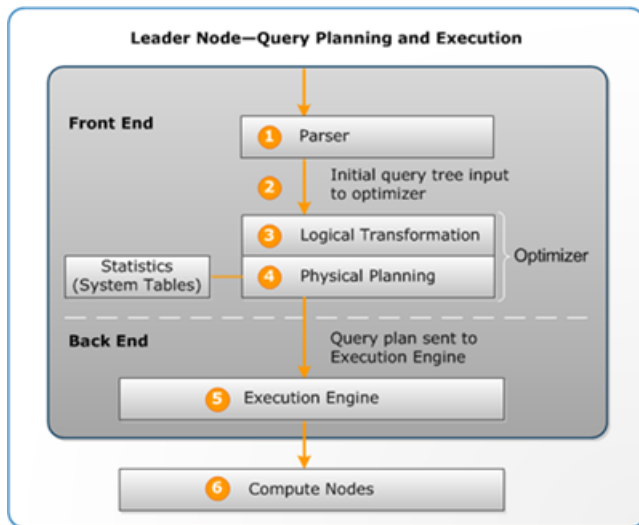 Leader Node—Query Planning and Execution
Front End
1 Parser
2 Initial query tree input
to optimizer
3 Logical Transformation
Optimizer
Statistics
(System Tables)
4 Physical Planning
Back End
Query plan sent to
Execution Engine
5 Execution Engine
6 Compute Nodes